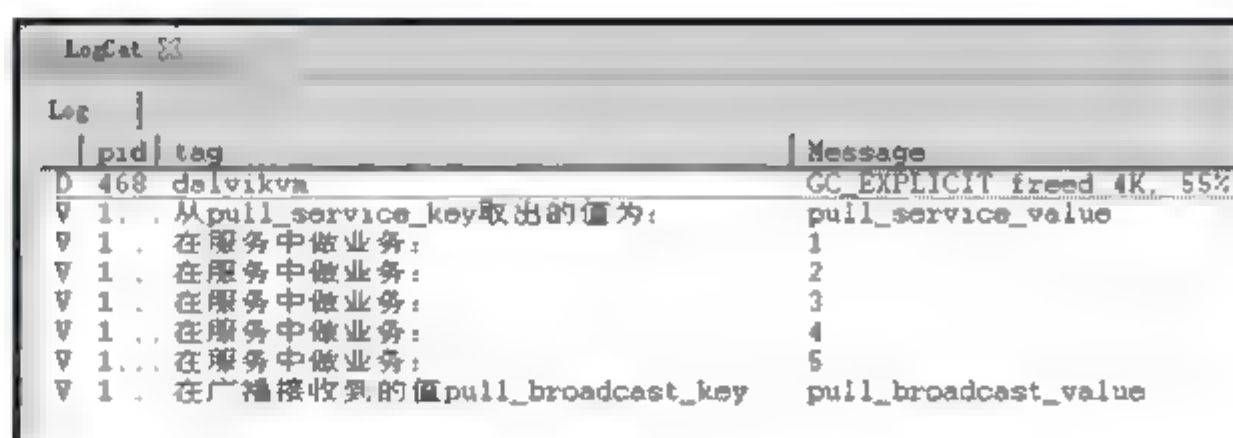 LogCat
Log
pid tag Message
D 468 dalvikvm GC_EXPLICIT freed 4K, 55%
V 1... 从pull_service_key取出的值为: pull_service_value
V 1... 在服务中做业务: 1
V 1... 在服务中做业务: 2
V 1... 在服务中做业务: 3
V 1... 在服务中做业务: 4
V 1... 在服务中做业务: 5
V 1... 在广播接收到的值pull_broadcast_key pull_broadcast_value